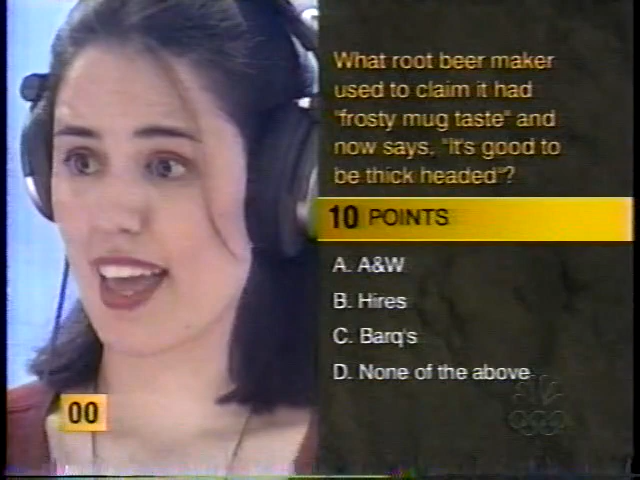 What root beer maker
used to claim it had
"frosty mug taste" and
now says, "It's good to
be thick headed"?
10 POINTS
A. A&W
B. Hires
C. Barq's
D. None of the above
00